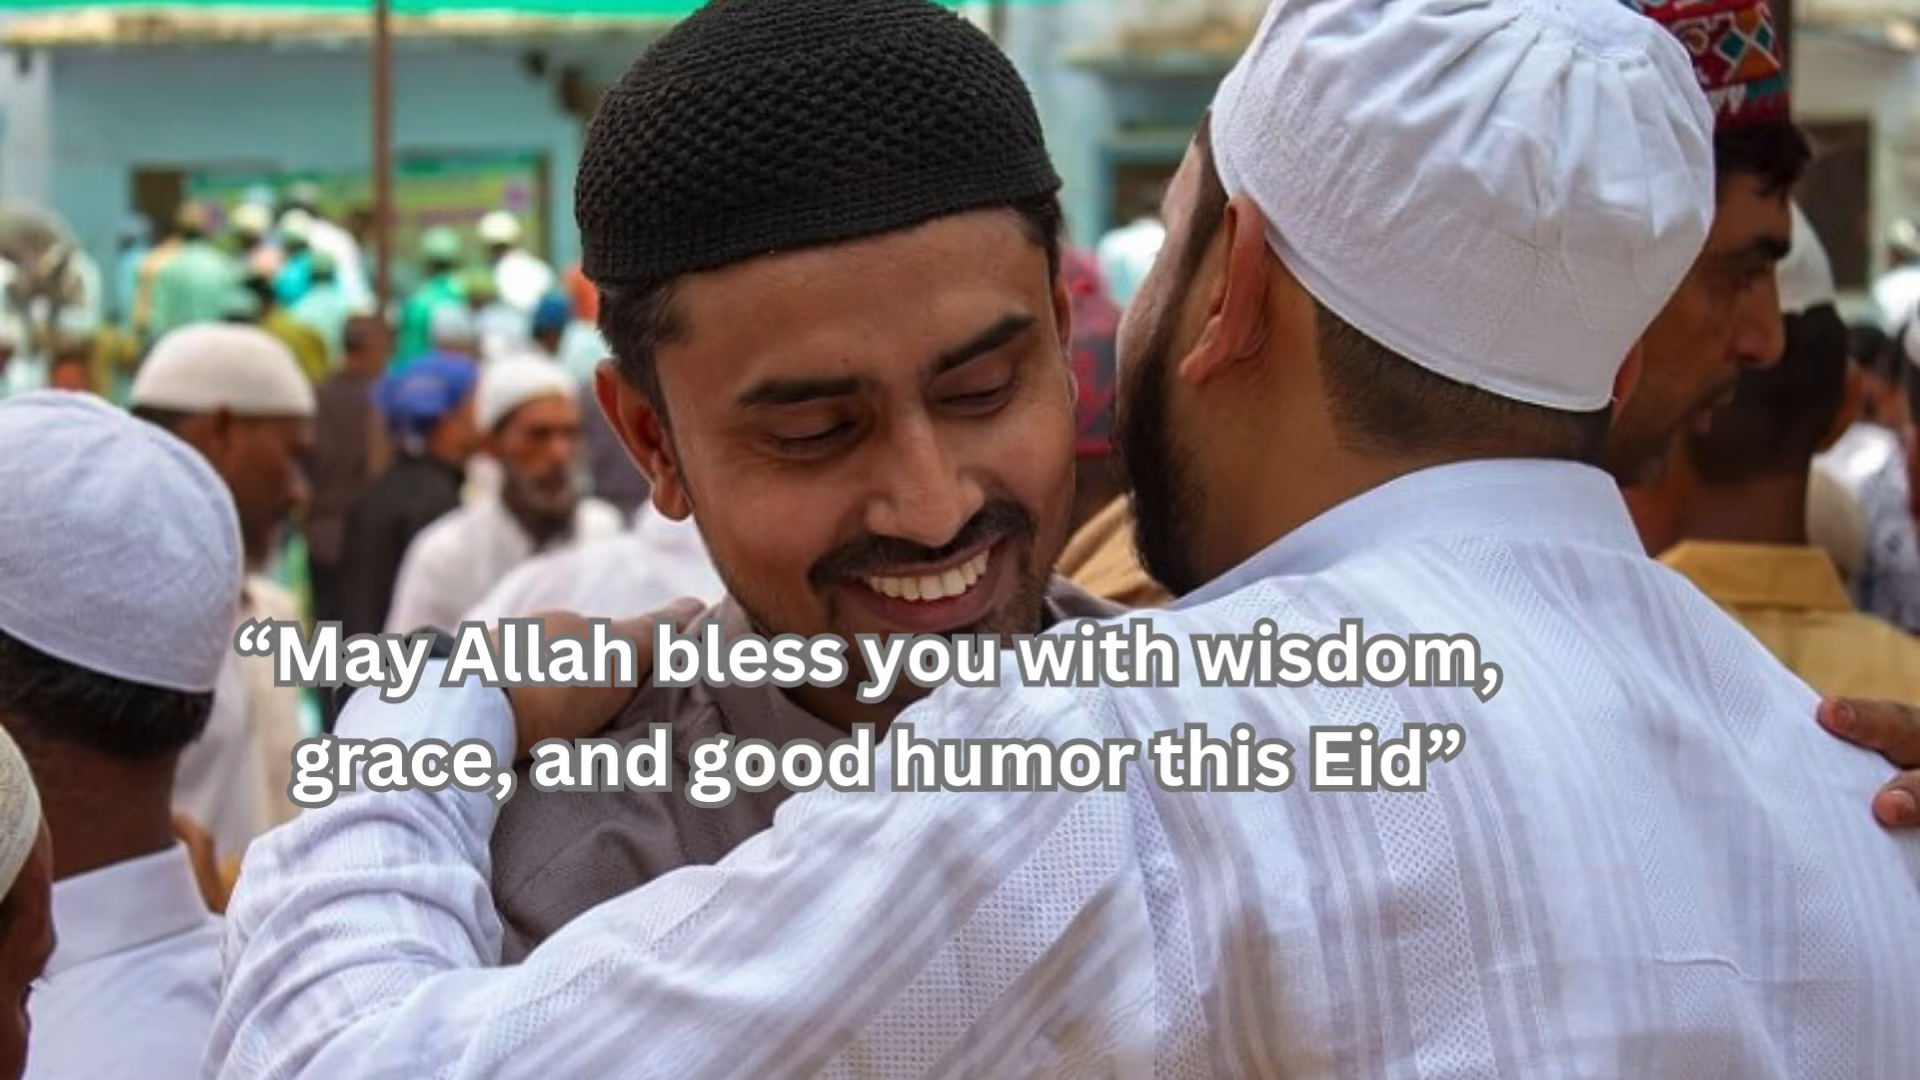 “May Allah bless you with wisdom,
grace, and good humor this Eid”